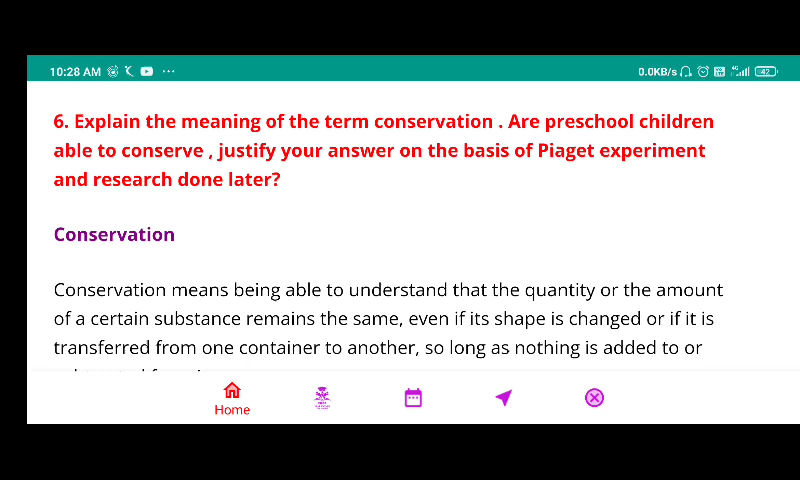 10:28 AM ...
0.0KB/s 4G 42
6. Explain the meaning of the term conservation . Are preschool children
able to conserve , justify your answer on the basis of Piaget experiment
and research done later?
Conservation
Conservation means being able to understand that the quantity or the amount
of a certain substance remains the same, even if its shape is changed or if it is
transferred from one container to another, so long as nothing is added to or
Home